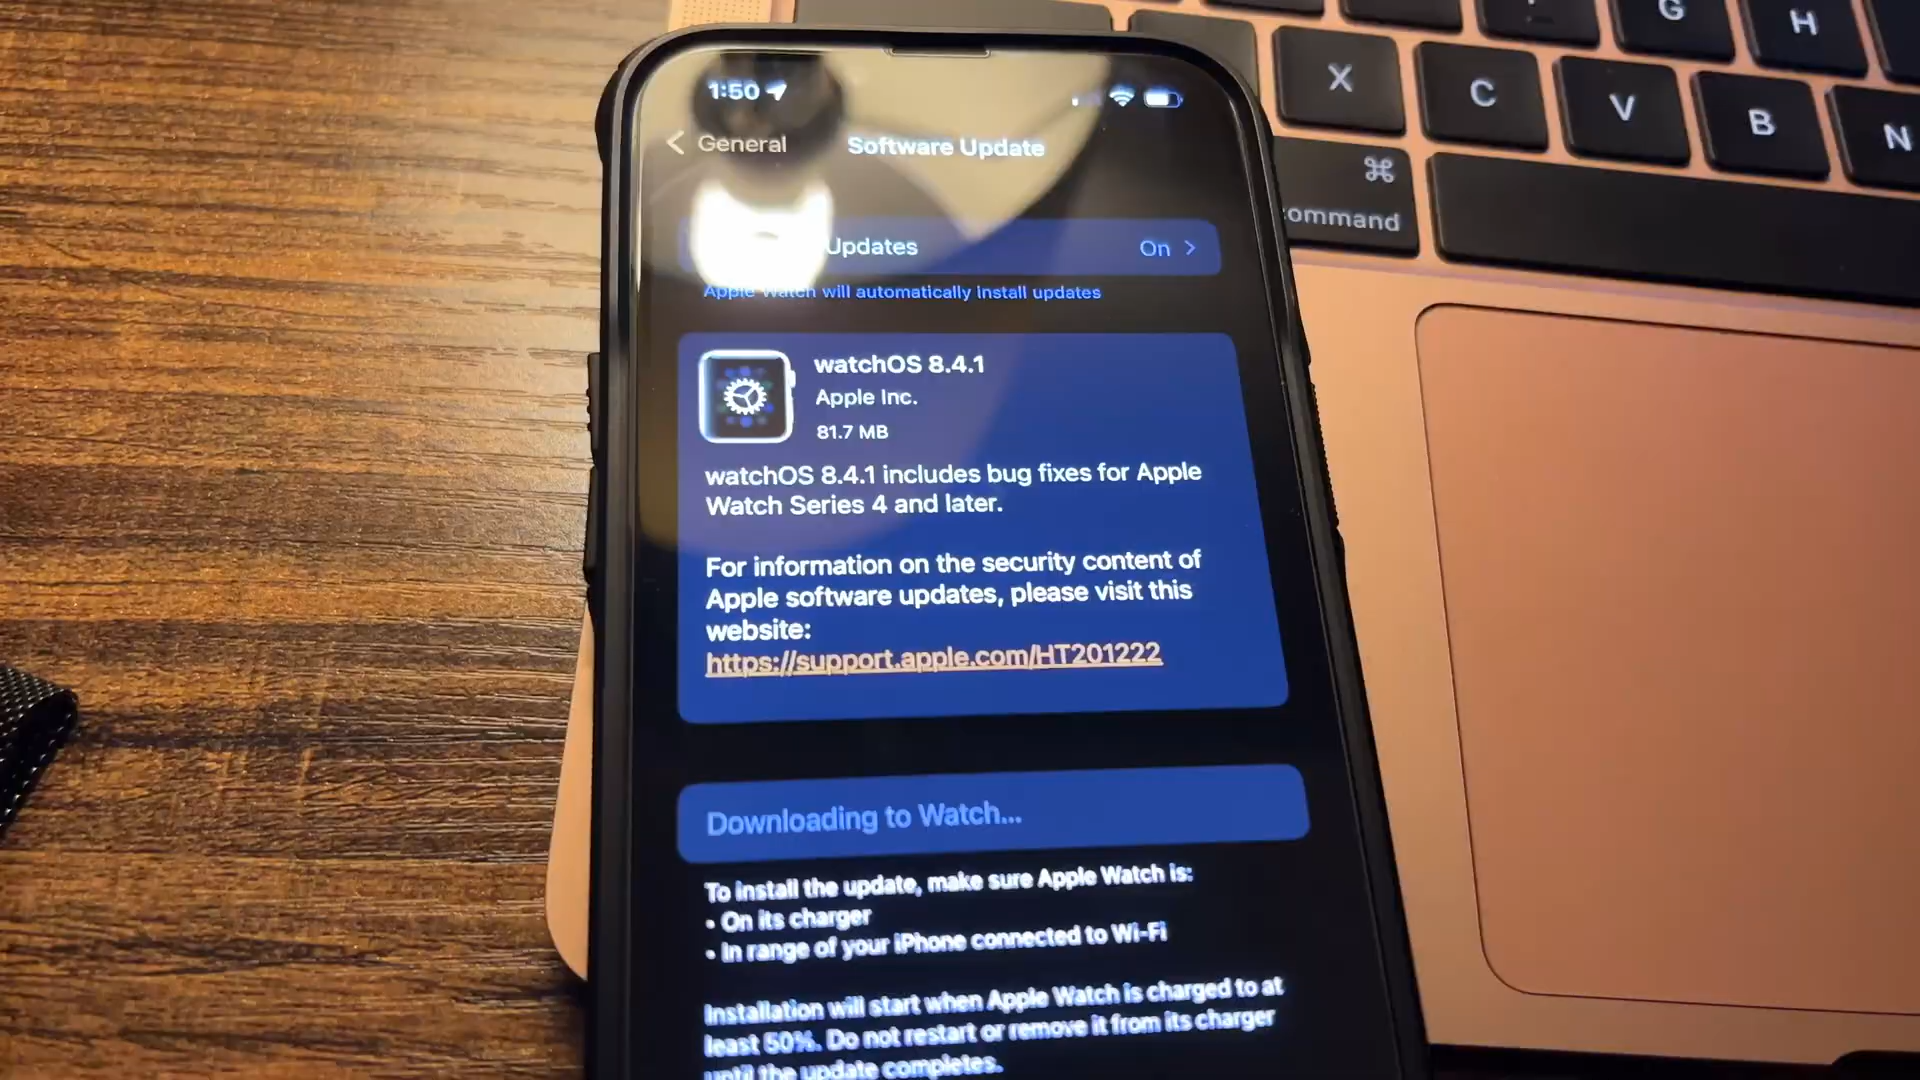 1:50
General
Software Update
Updates
On
Apple Watch will automatically install updates
watchOS 8.4.1
Apple Inc.
81.7 MB
watchOS 8.4.1 includes bug fixes for Apple
Watch Series 4 and later.
For information on the security content of
Apple software updates, please visit this
website:
https://support.apple.com/HT201222
Downloading to Watch...
To install the update, make sure Apple Watch is:
• On its charger
• In range of your iPhone connected to Wi-Fi
Installation will start when Apple Watch is charged to at
least 50%. Do not restart or remove it from its charger
until the update completes.
G
H
X
C
V
B
N
⌘
command